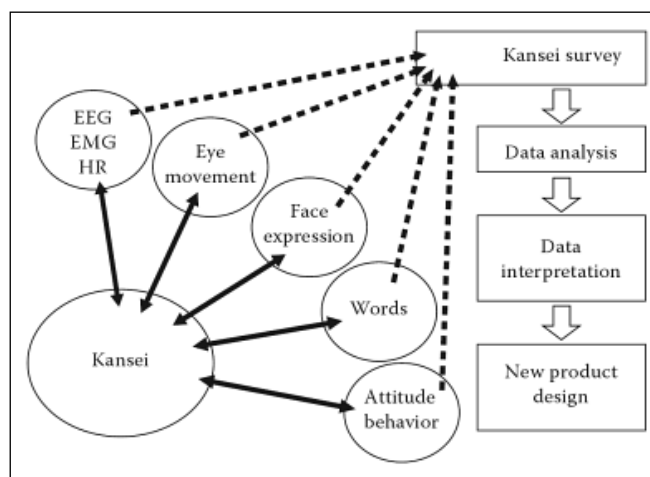 Kansei survey
EEG
EMG
HR
Eye
movement
Data analysis
Face
expression
Data
interpretation
Words
Kansei
New product
design
Attitude
behavior